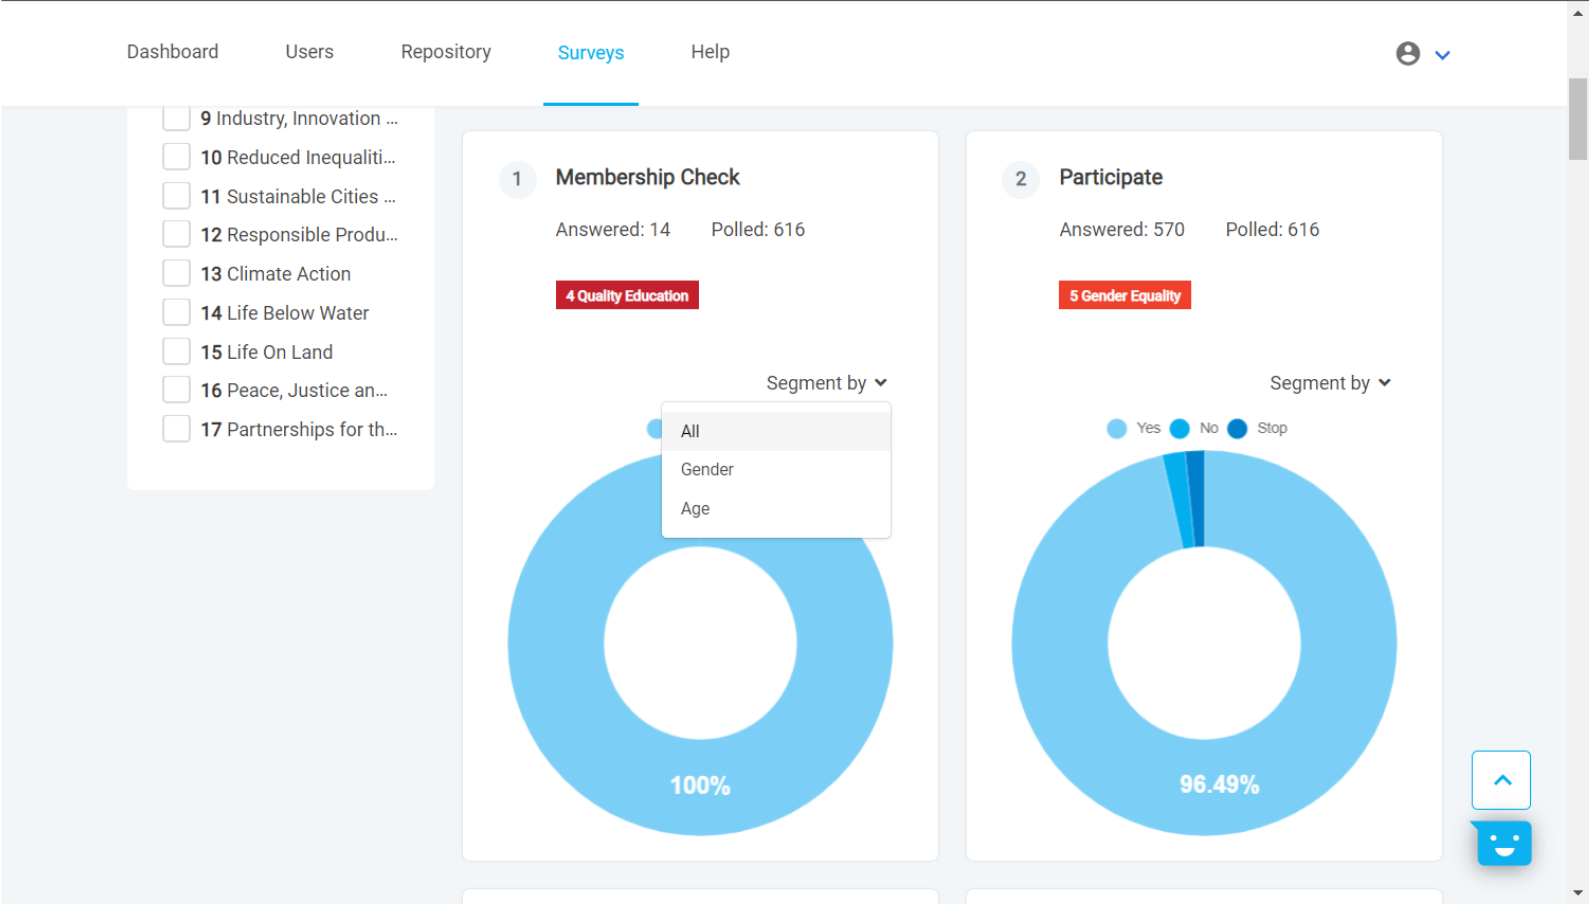 Dashboard Users Repository Surveys Help
9 Industry, Innovation ...
10 Reduced Inequaliti...
11 Sustainable Cities ...
12 Responsible Produ...
13 Climate Action
14 Life Below Water
15 Life On Land
16 Peace, Justice an...
17 Partnerships for th...
1 Membership Check
Answered: 14 Polled: 616
4 Quality Education
Segment by
All
Gender
Age
100%
2 Participate
Answered: 570 Polled: 616
5 Gender Equality
Segment by
Yes No Stop
96.49%